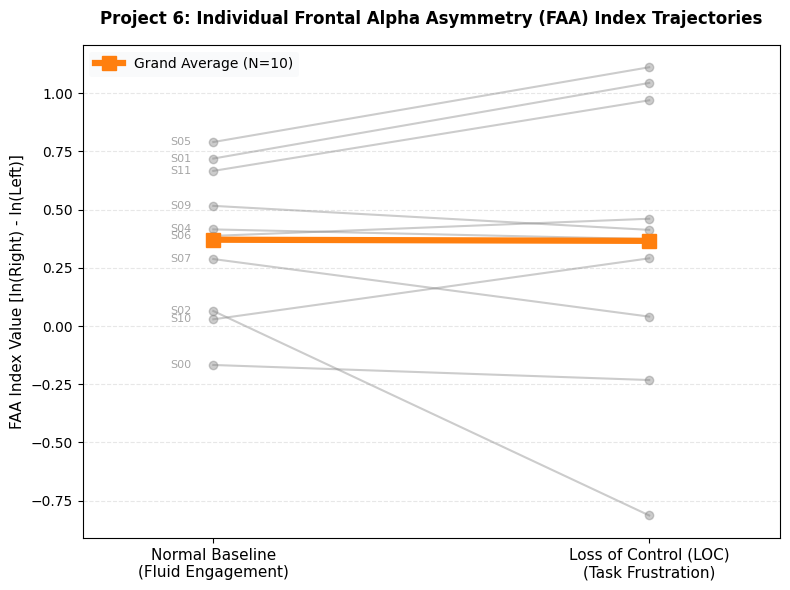 Project 6: Individual Frontal Alpha Asymmetry (FAA) Index Trajectories
Grand Average (N=10)
FAA Index Value [ln(Right) - ln(Left)]
1.00
0.75
0.50
0.25
0.00
−0.25
−0.50
−0.75
S05
S01
S11
S09
S04
S06
S07
S02
S10
S00
Normal Baseline
(Fluid Engagement)
Loss of Control (LOC)
(Task Frustration)